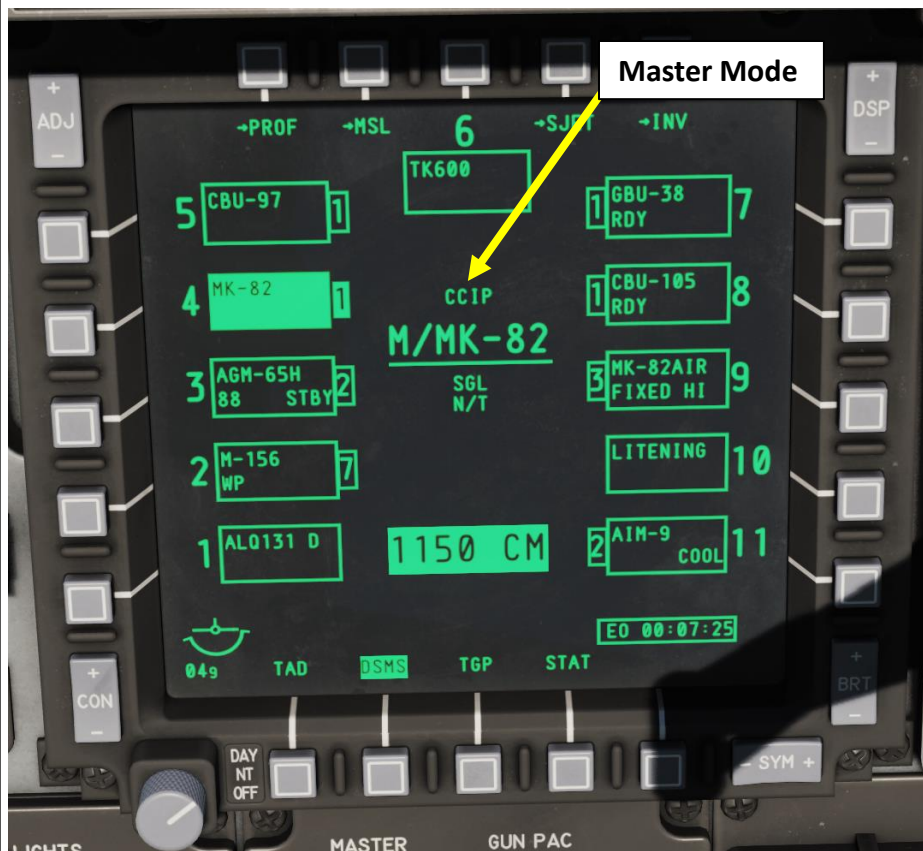 Master Mode
+
ADJ
-
+
DSP
-
→PROF →MSL 6 →SJET →INV
TK600
5 CBU-97 1
1 GBU-38 RDY 7
4 MK-82 1
CCIP
1 CBU-105 RDY 8
M/MK-82
SGL
N/T
3 AGM-65H 2
88 STBY
3 MK-82AIR 9
FIXED HI
2 M-156 7
WP
LITENING 10
1 ALQ131 D
1150 CM
2 AIM-9 11
COOL
EO 00:07:25
04g TAD DSMS TGP STAT
+
CON
-
+
BRT
-
DAY
NT
OFF
- SYM +
LIGHTS MASTER GUN PAC